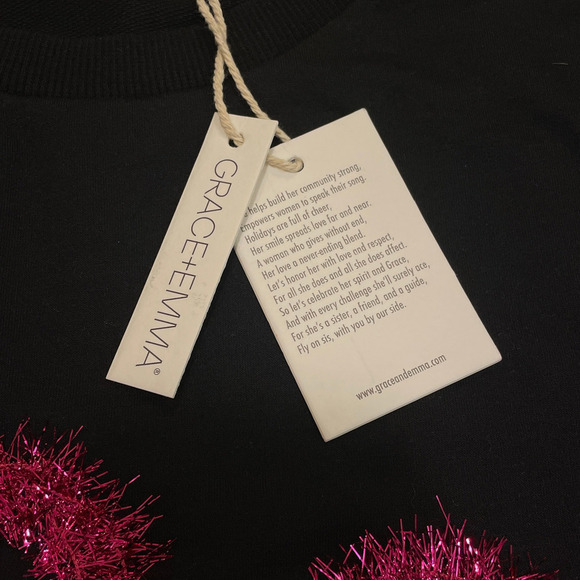 GRACE+EMMA®
helps build her community strong,
Empowers women to speak their song.
Holidays are full of cheer,
Her smile spreads love far and near.
A woman who gives without end,
Her love a never-ending blend.
Let's honor her with love and respect,
For all she does and all she does affect.
So let's celebrate her spirit and Grace,
And with every challenge she'll surely ace,
For she's a sister, a friend, and a guide,
Fly on sis, with you by our side.
www.graceandemma.com